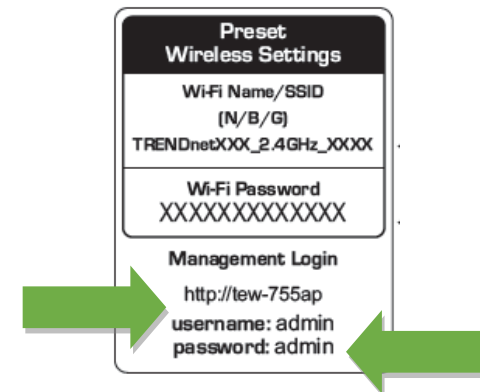 Preset
Wireless Settings
Wi-Fi Name/SSID
(N/B/G)
TRENDnetXXX_2.4GHz_XXXX
Wi-Fi Password
XXXXXXXXXXXXX
Management Login
http://tew-755ap
username: admin
password: admin